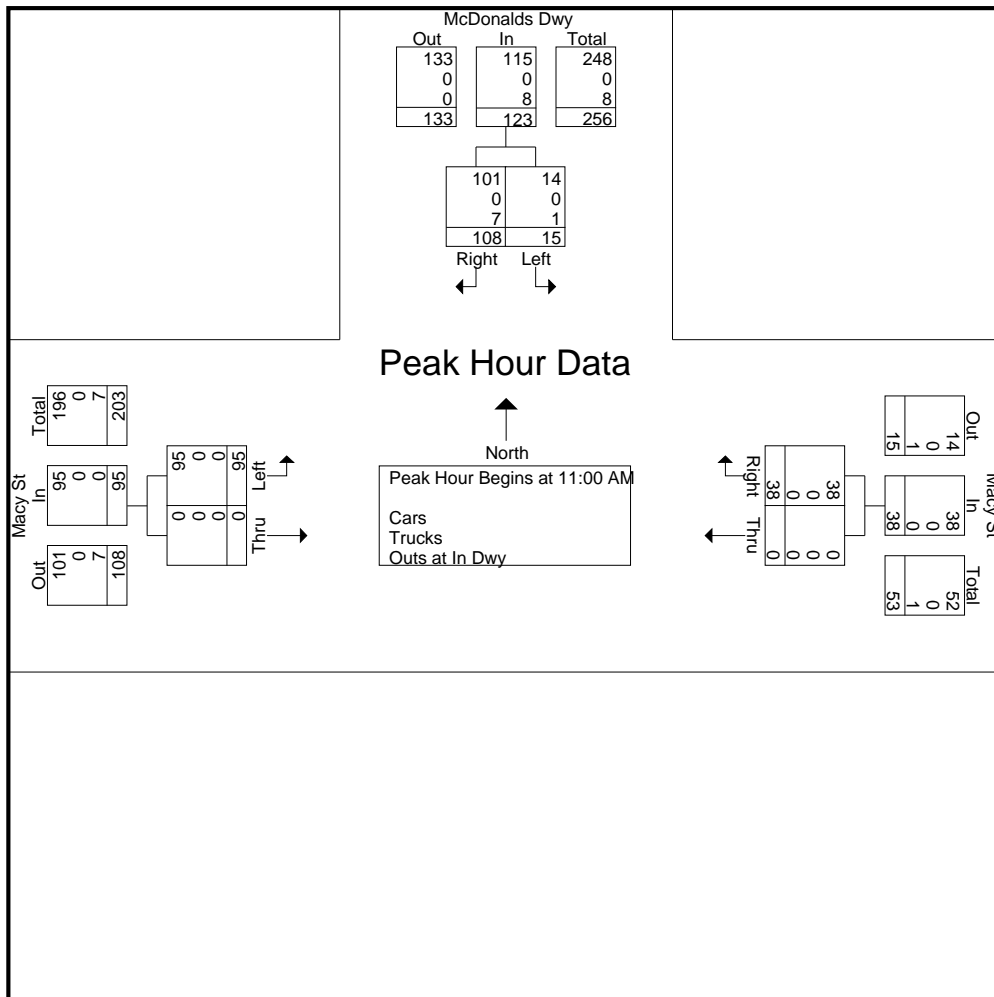 McDonalds Dwy
Out In Total
133 115 248
0 0 0
0 8 8
133 123 256
101 14
0 0
7 1
108 15
Right Left
Peak Hour Data
North
Peak Hour Begins at 11:00 AM
Cars
Trucks
Outs at In Dwy
Macy St
Out In Total
101 95 196
0 0 0
7 0 7
108 95 203
Left
95
0
0
95
Thru
0
0
0
0
Macy St
Out In Total
14 38 52
0 0 0
1 0 1
15 38 53
Right Thru
38 0
0 0
0 0
38 0